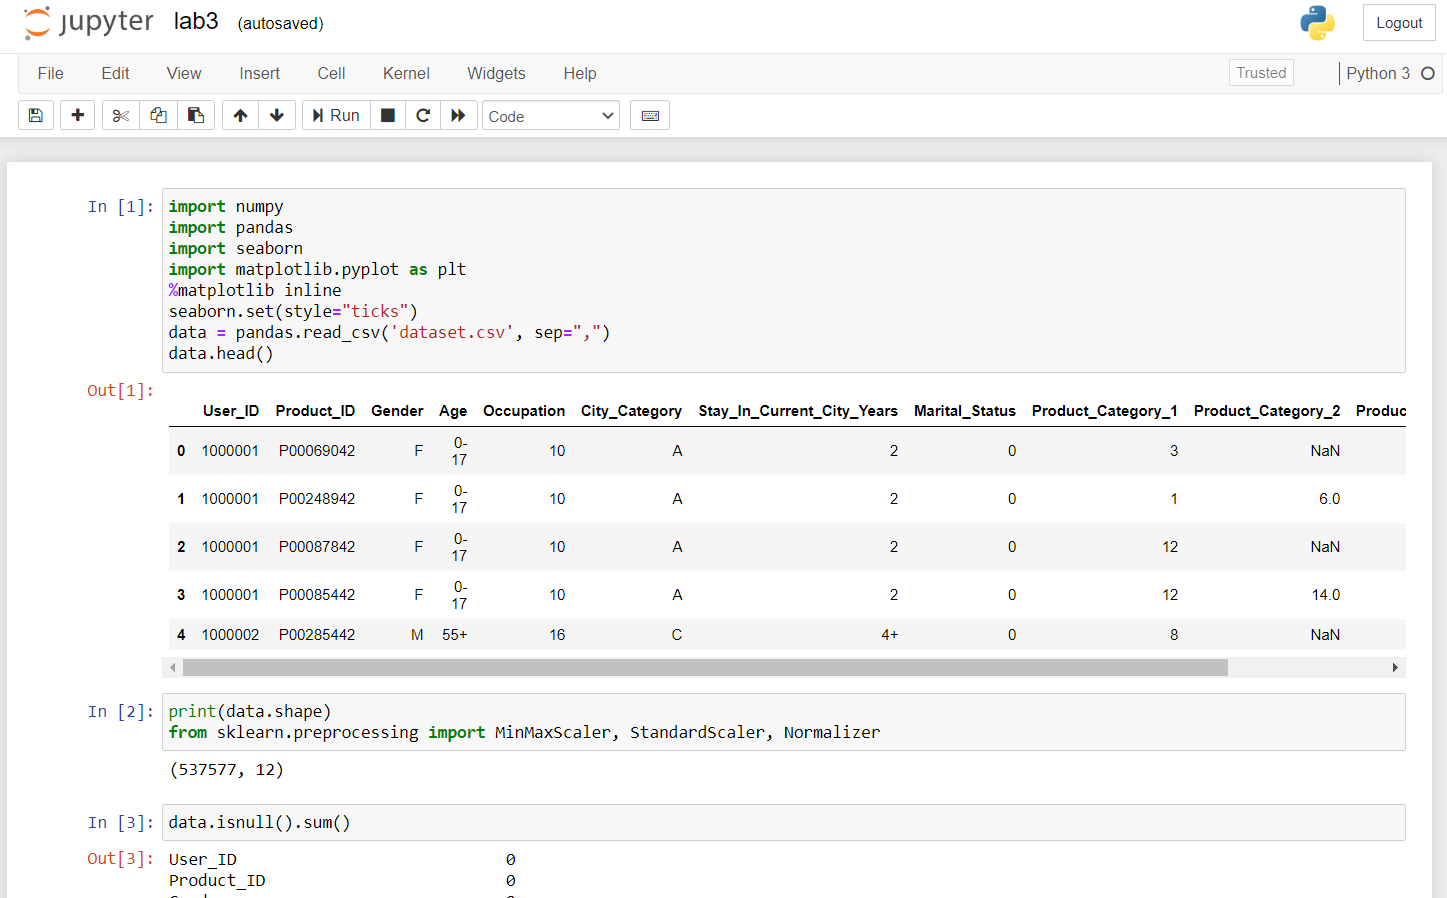 jupyter lab3 (autosaved)
Logout
File Edit View Insert Cell Kernel Widgets Help
Trusted
Python 3
Run
Code
In [1]:
import numpy
import pandas
import seaborn
import matplotlib.pyplot as plt
%matplotlib inline
seaborn.set(style="ticks")
data = pandas.read_csv('dataset.csv', sep=",")
data.head()
Out[1]:
User_ID Product_ID Gender Age Occupation City_Category Stay_In_Current_City_Years Marital_Status Product_Category_1 Product_Category_2 Produc
0 1000001 P00069042 F 0-17 10 A 2 0 3 NaN
1 1000001 P00248942 F 0-17 10 A 2 0 1 6.0
2 1000001 P00087842 F 0-17 10 A 2 0 12 NaN
3 1000001 P00085442 F 0-17 10 A 2 0 12 14.0
4 1000002 P00285442 M 55+ 16 C 4+ 0 8 NaN
In [2]:
print(data.shape)
from sklearn.preprocessing import MinMaxScaler, StandardScaler, Normalizer
(537577, 12)
In [3]:
data.isnull().sum()
Out[3]:
User_ID 0
Product_ID 0